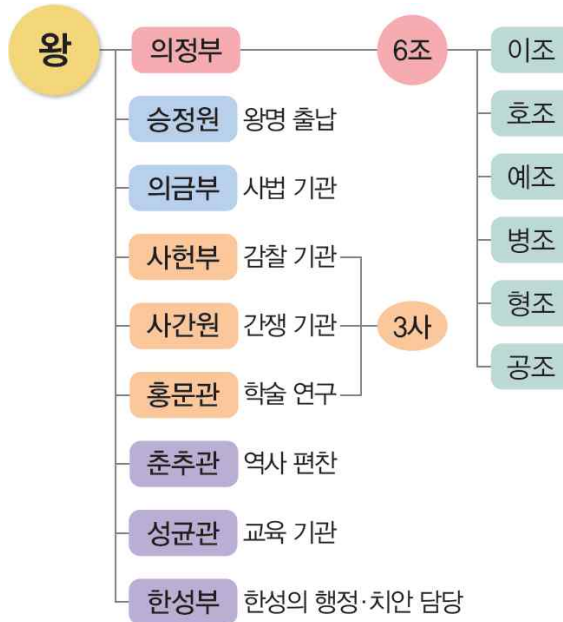 왕
의정부
6조
이조
호조
예조
병조
형조
공조
승정원 왕명 출납
의금부 사법 기관
사헌부 감찰 기관
사간원 간쟁 기관
홍문관 학술 연구
3사
춘추관 역사 편찬
성균관 교육 기관
한성부 한성의 행정·치안 담당